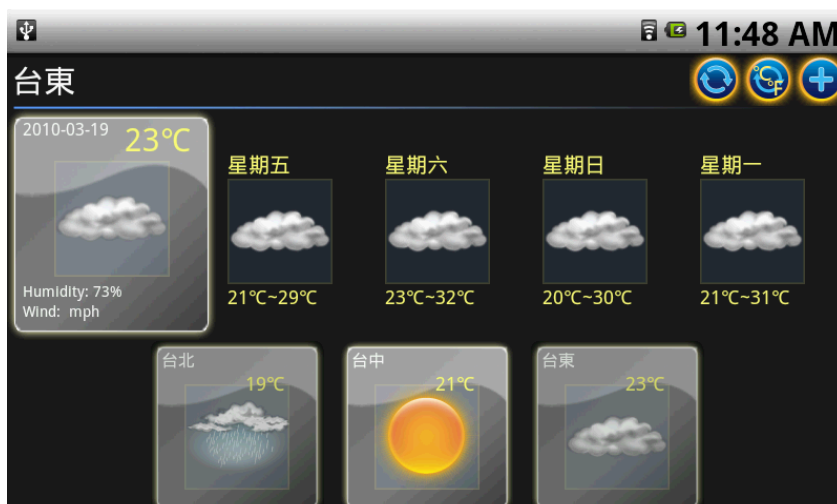 11:48 AM
台東
°C F
2010-03-19
23°C
Humidity: 73%
Wind: mph
星期五
21°C~29°C
星期六
23°C~32°C
星期日
20°C~30°C
星期一
21°C~31°C
台北
19°C
台中
21°C
台東
23°C